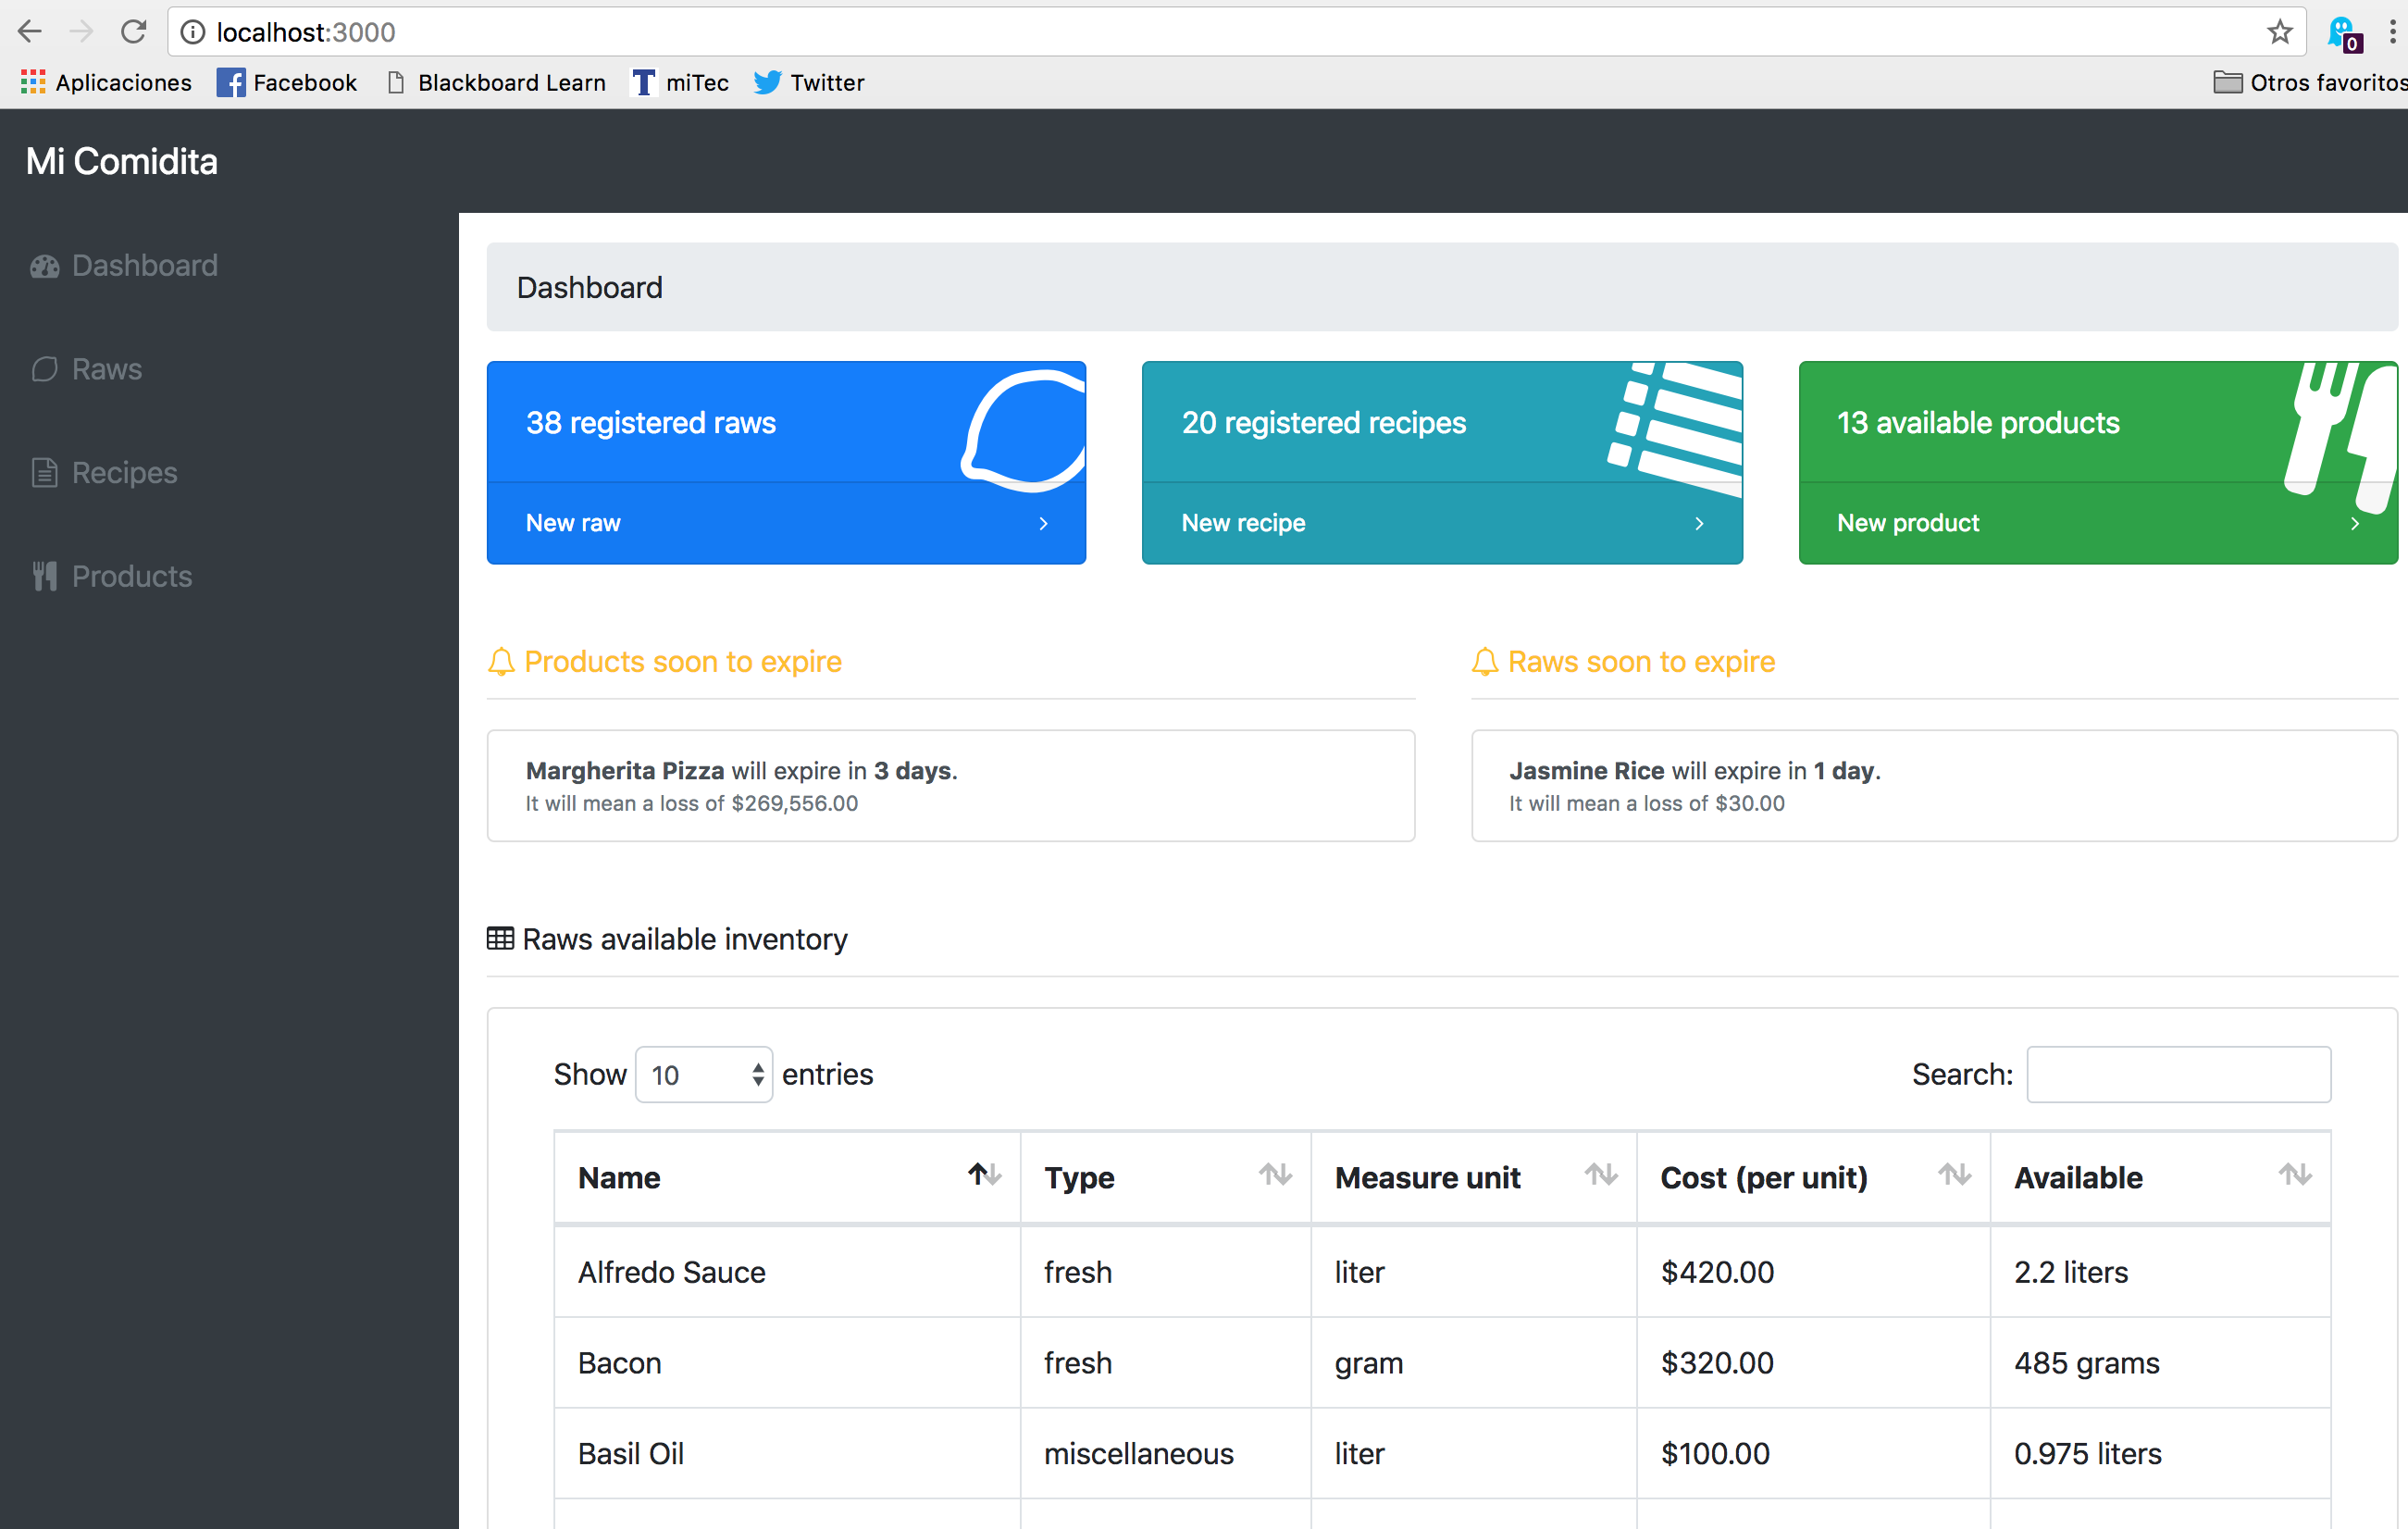 localhost:3000
0
Aplicaciones Facebook Blackboard Learn T miTec Twitter Otros favoritos
Mi Comidita
Dashboard
Raws
Recipes
Products
Dashboard
38 registered raws
New raw
20 registered recipes
New recipe
13 available products
New product
Products soon to expire
Margherita Pizza will expire in 3 days.
It will mean a loss of $269,556.00
Raws soon to expire
Jasmine Rice will expire in 1 day.
It will mean a loss of $30.00
Raws available inventory
Show 10 entries Search:
Name Type Measure unit Cost (per unit) Available
Alfredo Sauce fresh liter $420.00 2.2 liters
Bacon fresh gram $320.00 485 grams
Basil Oil miscellaneous liter $100.00 0.975 liters